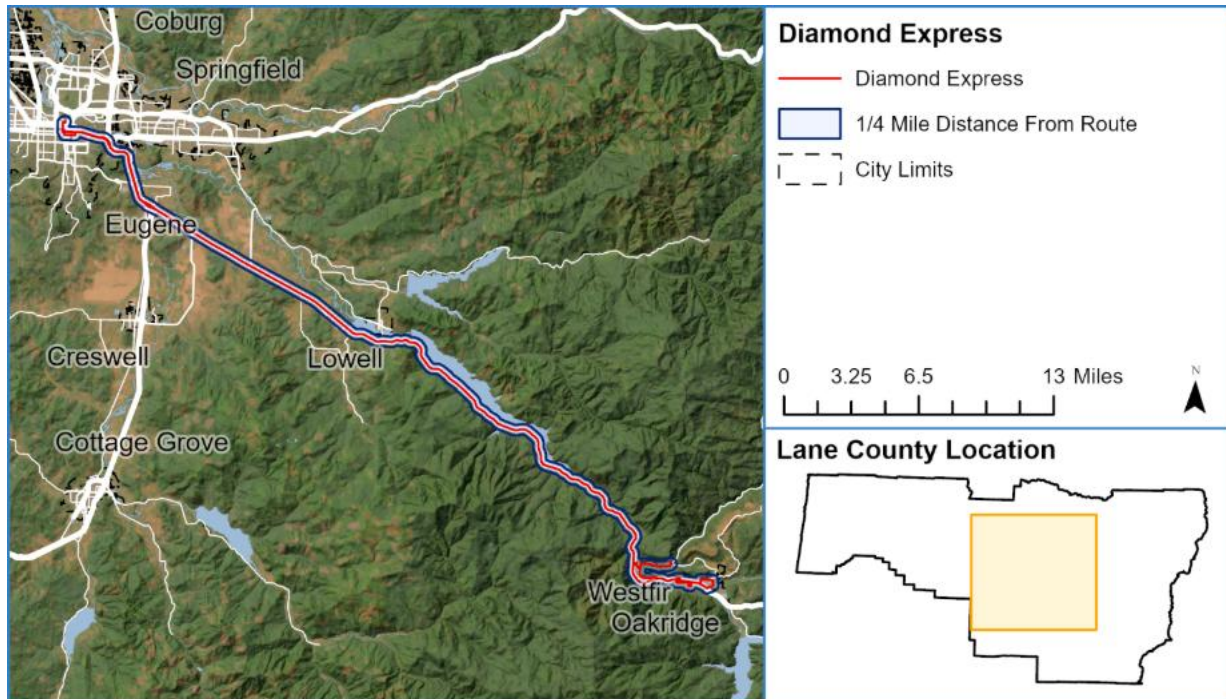 Coburg
Springfield
Eugene
Creswell
Lowell
Cottage Grove
Westfir
Oakridge
Diamond Express
Diamond Express
1/4 Mile Distance From Route
City Limits
0 3.25 6.5 13 Miles
N
Lane County Location